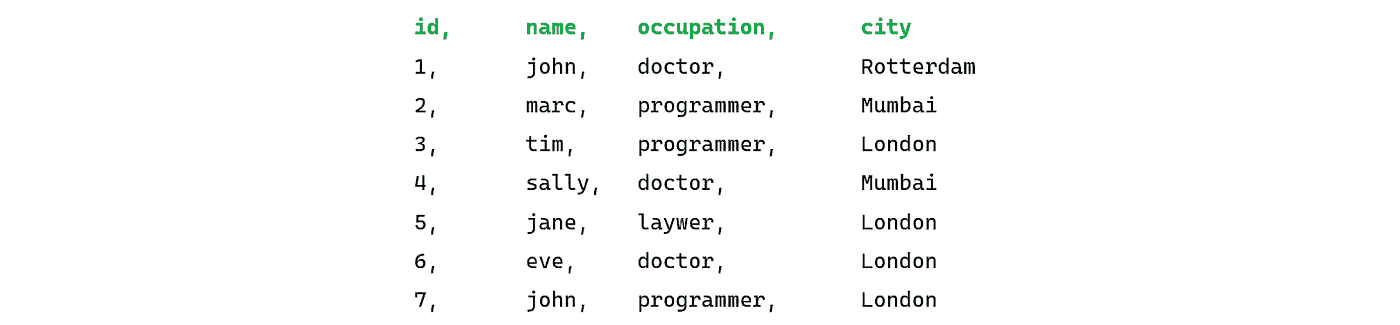 id, name, occupation, city
1, john, doctor, Rotterdam
2, marc, programmer, Mumbai
3, tim, programmer, London
4, sally, doctor, Mumbai
5, jane, laywer, London
6, eve, doctor, London
7, john, programmer, London